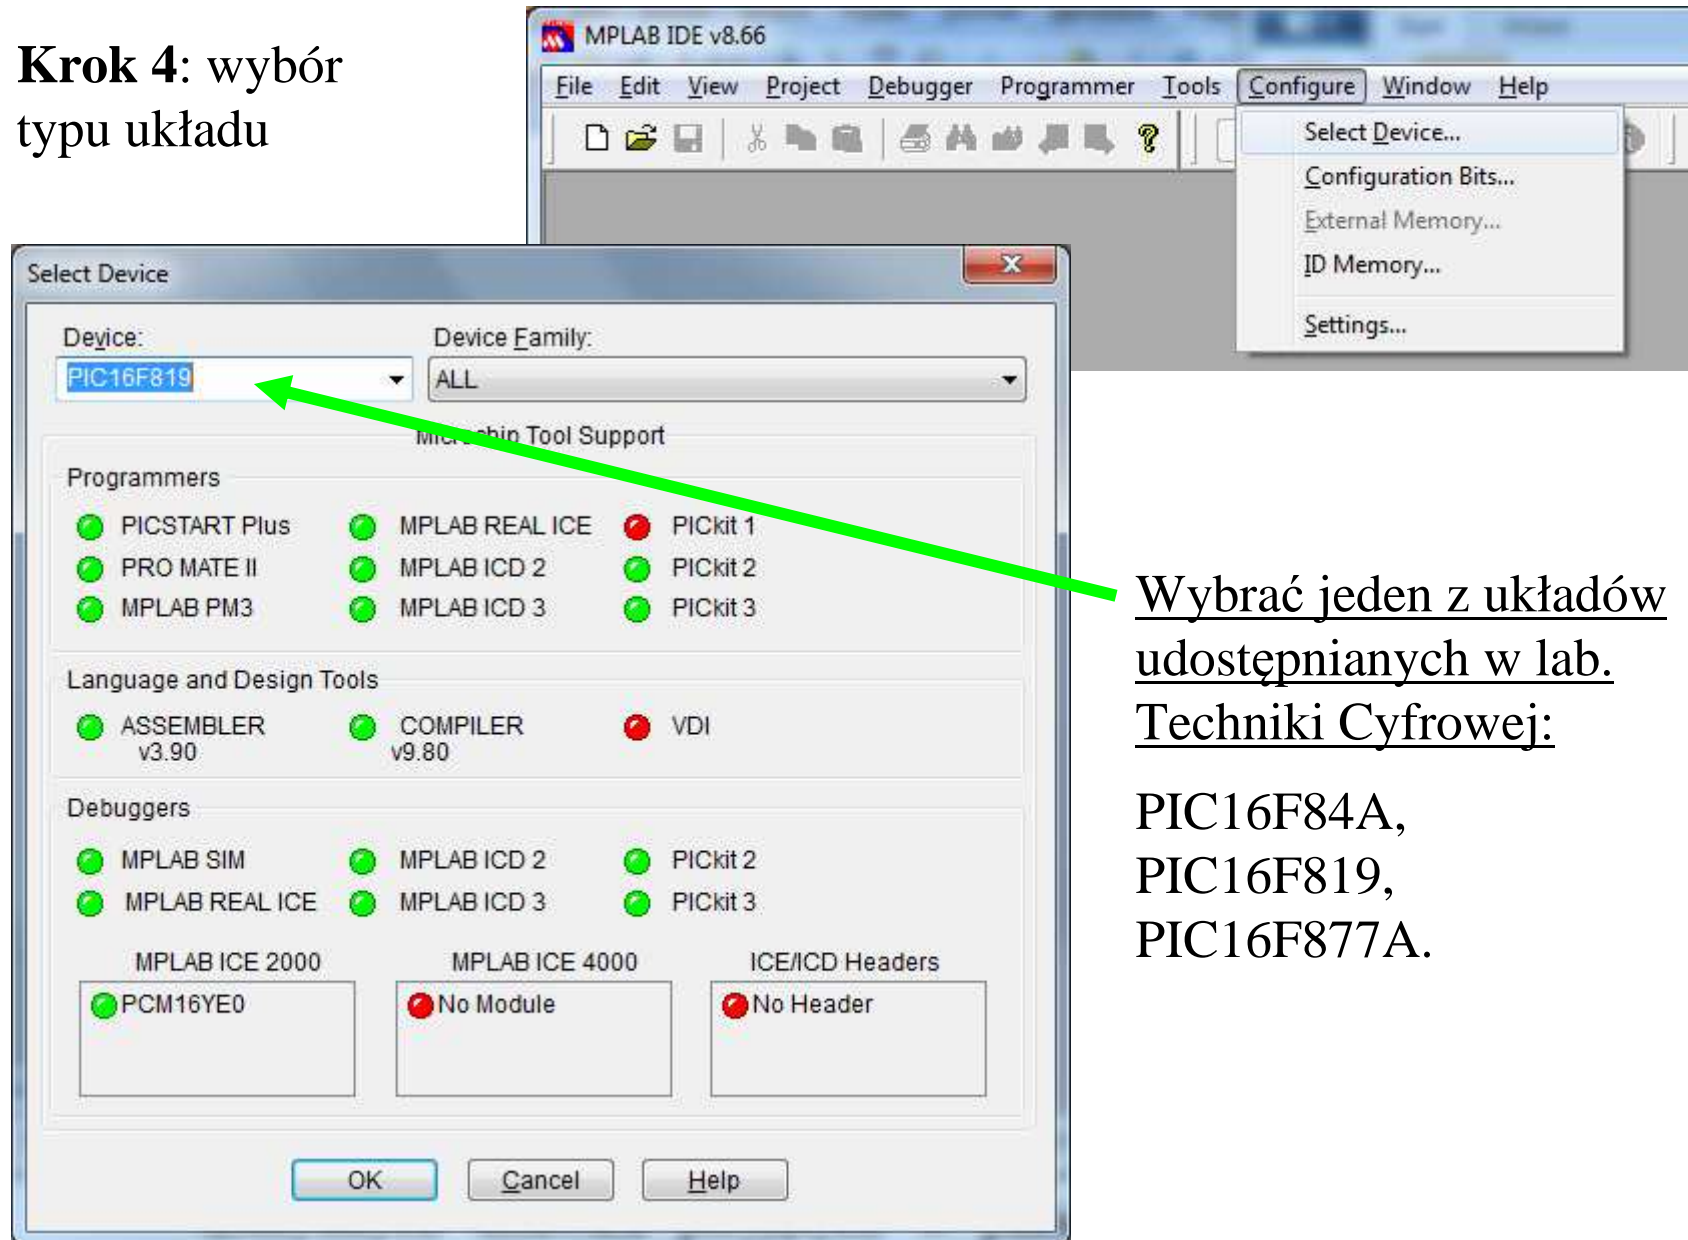 Krok 4: wybór
typu układu
MPLAB IDE v8.66
File Edit View Project Debugger Programmer Tools Configure Window Help
Select Device...
Configuration Bits...
External Memory...
ID Memory...
Settings...
Select Device
Device: Device Family:
PIC16F819 ALL
Microchip Tool Support
Programmers
PICSTART Plus MPLAB REAL ICE PICkit 1
PRO MATE II MPLAB ICD 2 PICkit 2
MPLAB PM3 MPLAB ICD 3 PICkit 3
Language and Design Tools
ASSEMBLER COMPILER VDI
v3.90 v9.80
Debuggers
MPLAB SIM MPLAB ICD 2 PICkit 2
MPLAB REAL ICE MPLAB ICD 3 PICkit 3
MPLAB ICE 2000 MPLAB ICE 4000 ICE/ICD Headers
PCM16YE0 No Module No Header
OK Cancel Help
Wybrać jeden z układów
udostępnianych w lab.
Techniki Cyfrowej:
PIC16F84A,
PIC16F819,
PIC16F877A.